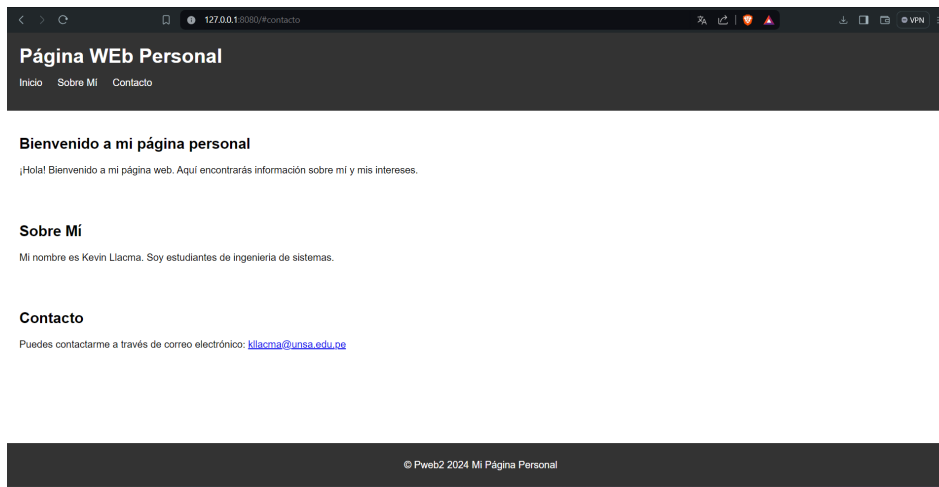 127.0.0.1:8080/#contacto
VPN
Página WEb Personal
Inicio Sobre Mí Contacto
Bienvenido a mi página personal
¡Hola! Bienvenido a mi página web. Aquí encontrarás información sobre mí y mis intereses.
Sobre Mí
Mi nombre es Kevin Llacma. Soy estudiantes de ingenieria de sistemas.
Contacto
Puedes contactarme a través de correo electrónico: kllacma@unsa.edu.pe
© Pweb2 2024 Mi Página Personal